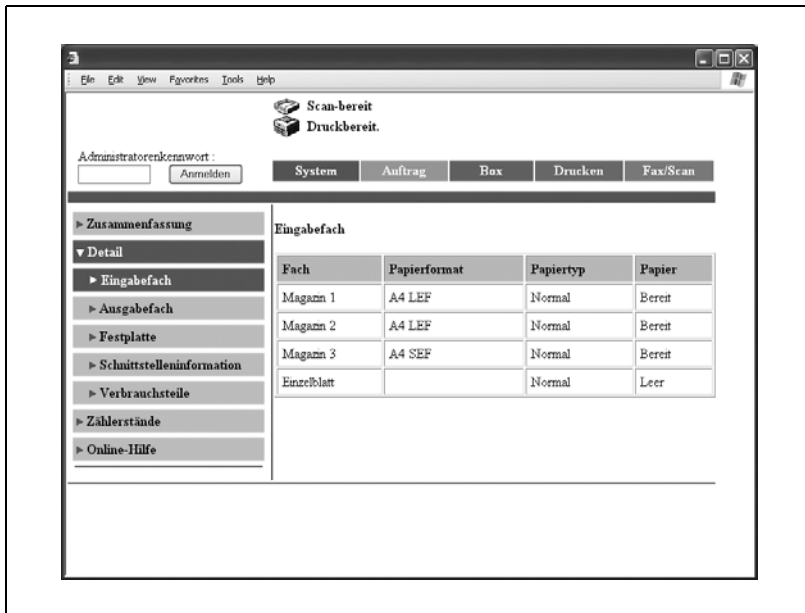 File Edit View Favorites Tools Help
Scan-bereit
Druckbereit.
Administratorenkennwort :
Anmelden
System Auftrag Box Drucken Fax/Scan
Zusammenfassung
Detail
Eingabefach
Ausgabefach
Festplatte
Schnittstelleninformation
Verbrauchsteile
Zählerstände
Online-Hilfe
Eingabefach
Fach Papierformat Papiertyp Papier
Magazin 1 A4 LEF Normal Bereit
Magazin 2 A4 LEF Normal Bereit
Magazin 3 A4 SEF Normal Bereit
Einzelblatt Normal Leer